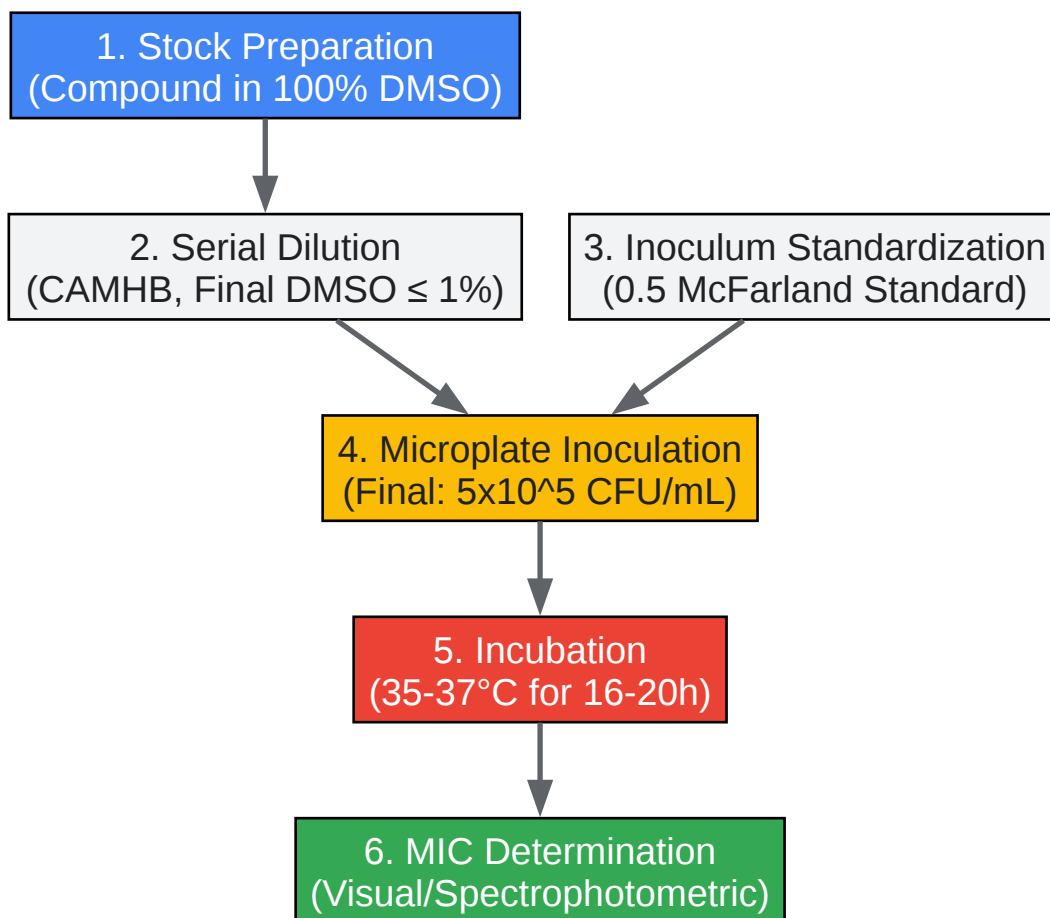 1. Stock Preparation
(Compound in 100% DMSO)
2. Serial Dilution
(CAMHB, Final DMSO ≤ 1%)
3. Inoculum Standardization
(0.5 McFarland Standard)
4. Microplate Inoculation
(Final: 5x10^5 CFU/mL)
5. Incubation
(35-37°C for 16-20h)
6. MIC Determination
(Visual/Spectrophotometric)